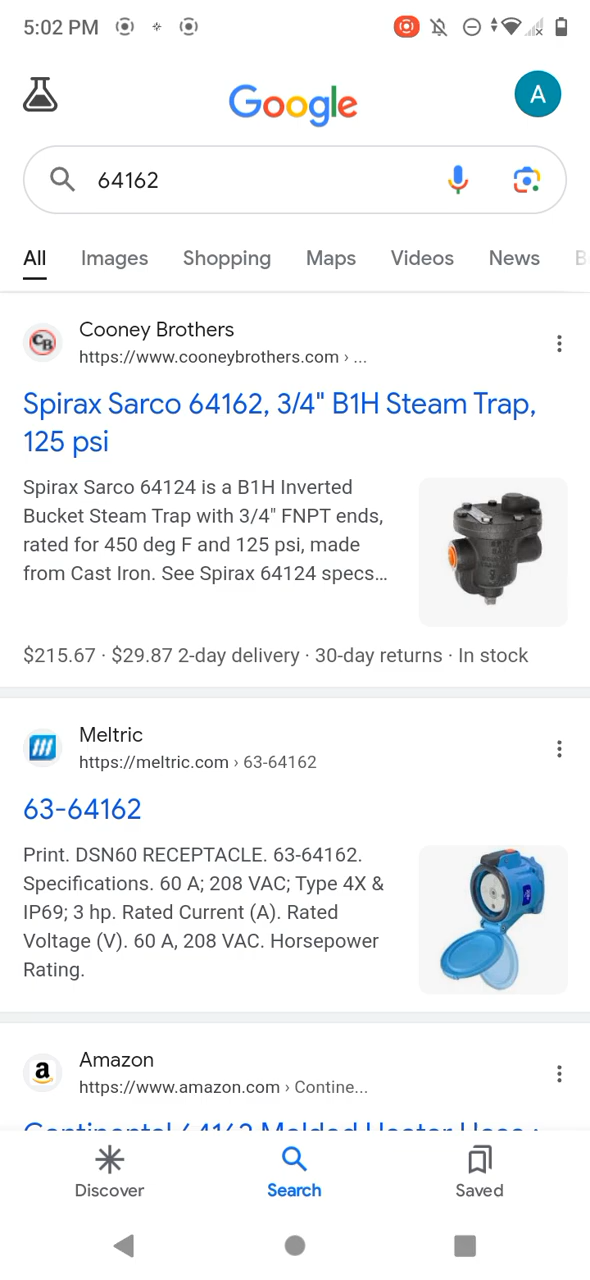 5:02 PM
Google
A
64162
All Images Shopping Maps Videos News
Cooney Brothers
https://www.cooneybrothers.com › ...
Spirax Sarco 64162, 3/4" B1H Steam Trap,
125 psi
Spirax Sarco 64124 is a B1H Inverted
Bucket Steam Trap with 3/4" FNPT ends,
rated for 450 deg F and 125 psi, made
from Cast Iron. See Spirax 64124 specs...
$215.67 · $29.87 2-day delivery · 30-day returns · In stock
Meltric
https://meltric.com › 63-64162
63-64162
Print. DSN60 RECEPTACLE. 63-64162.
Specifications. 60 A; 208 VAC; Type 4X &
IP69; 3 hp. Rated Current (A). Rated
Voltage (V). 60 A, 208 VAC. Horsepower
Rating.
Amazon
https://www.amazon.com › Contine...
Continental 64162 Molded Heater Hose
Discover Search Saved